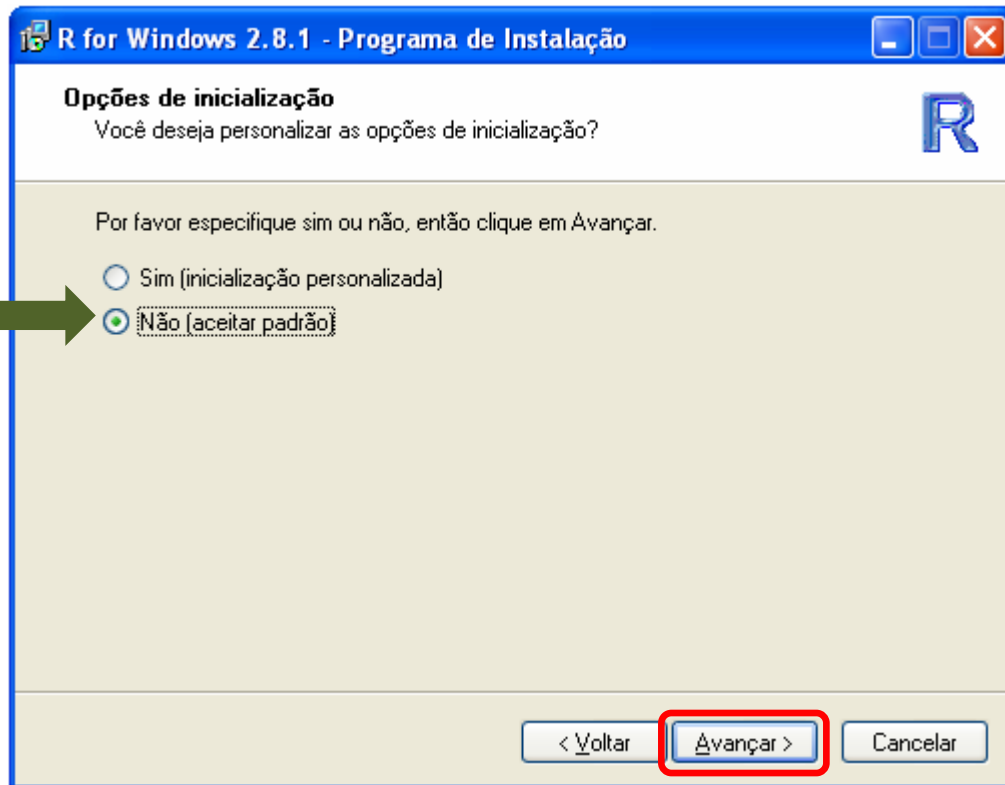 R for Windows 2.8.1 - Programa de Instalação
Opções de inicialização
Você deseja personalizar as opções de inicialização?
R
Por favor especifique sim ou não, então clique em Avançar.
Sim (inicialização personalizada)
Não (aceitar padrão)
< Voltar Avançar > Cancelar